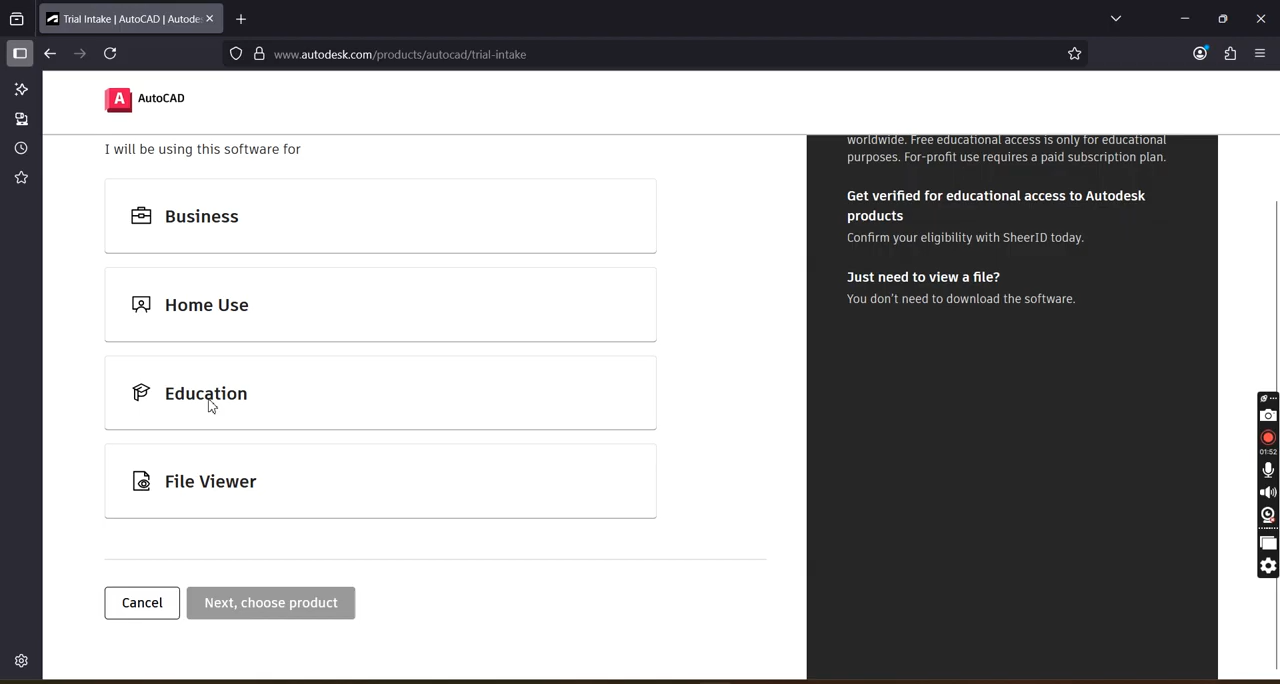 Trial Intake | AutoCAD | Autode
www.autodesk.com/products/autocad/trial-intake
A AutoCAD
I will be using this software for
Business
Home Use
Education
File Viewer
Cancel
Next, choose product
worldwide. Free educational access is only for educational
purposes. For-profit use requires a paid subscription plan.
Get verified for educational access to Autodesk
products
Confirm your eligibility with SheerID today.
Just need to view a file?
You don't need to download the software.
01:52